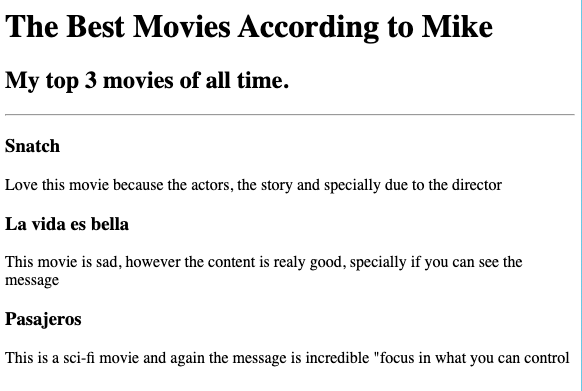 The Best Movies According to Mike
My top 3 movies of all time.
Snatch
Love this movie because the actors, the story and specially due to the director
La vida es bella
This movie is sad, however the content is realy good, specially if you can see the
message
Pasajeros
This is a sci-fi movie and again the message is incredible "focus in what you can control